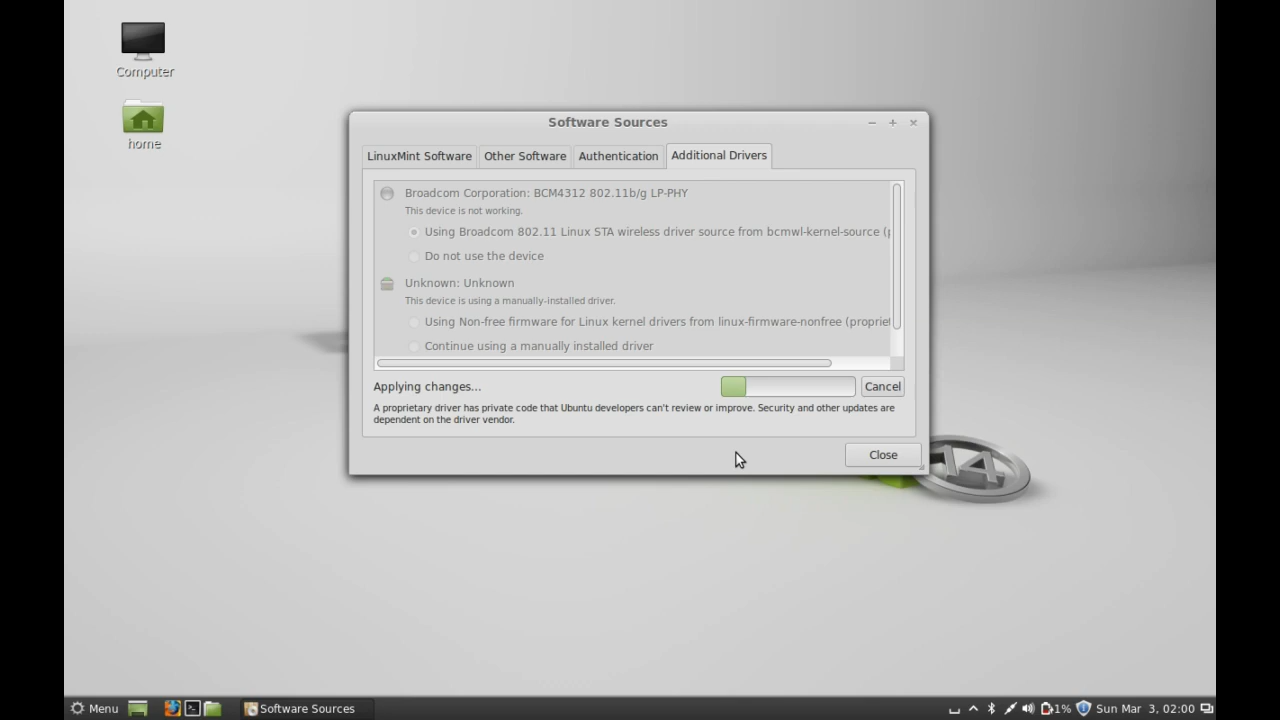 Computer
home
Software Sources
LinuxMint Software
Other Software
Authentication
Additional Drivers
Broadcom Corporation: BCM4312 802.11b/g LP-PHY
This device is not working.
Using Broadcom 802.11 Linux STA wireless driver source from bcmwl-kernel-source (p
Do not use the device
Unknown: Unknown
This device is using a manually-installed driver.
Using Non-free firmware for Linux kernel drivers from linux-firmware-nonfree (propriet
Continue using a manually installed driver
Applying changes...
Cancel
A proprietary driver has private code that Ubuntu developers can't review or improve. Security and other updates are
dependent on the driver vendor.
Close
14
Menu
Software Sources
1%
Sun Mar 3, 02:00